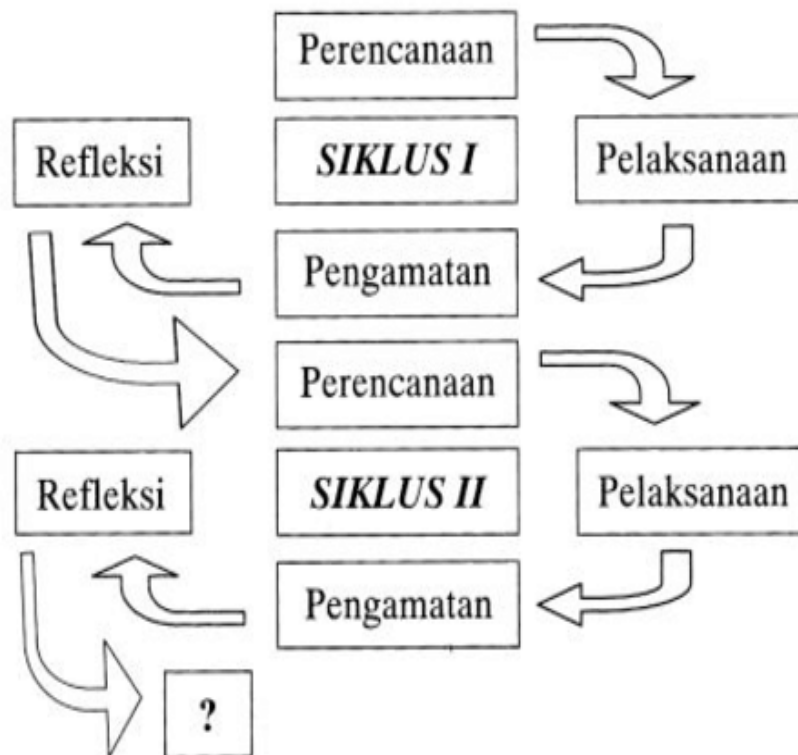 Perencanaan
Refleksi
SIKLUS I
Pelaksanaan
Pengamatan
Perencanaan
Refleksi
SIKLUS II
Pelaksanaan
Pengamatan
?